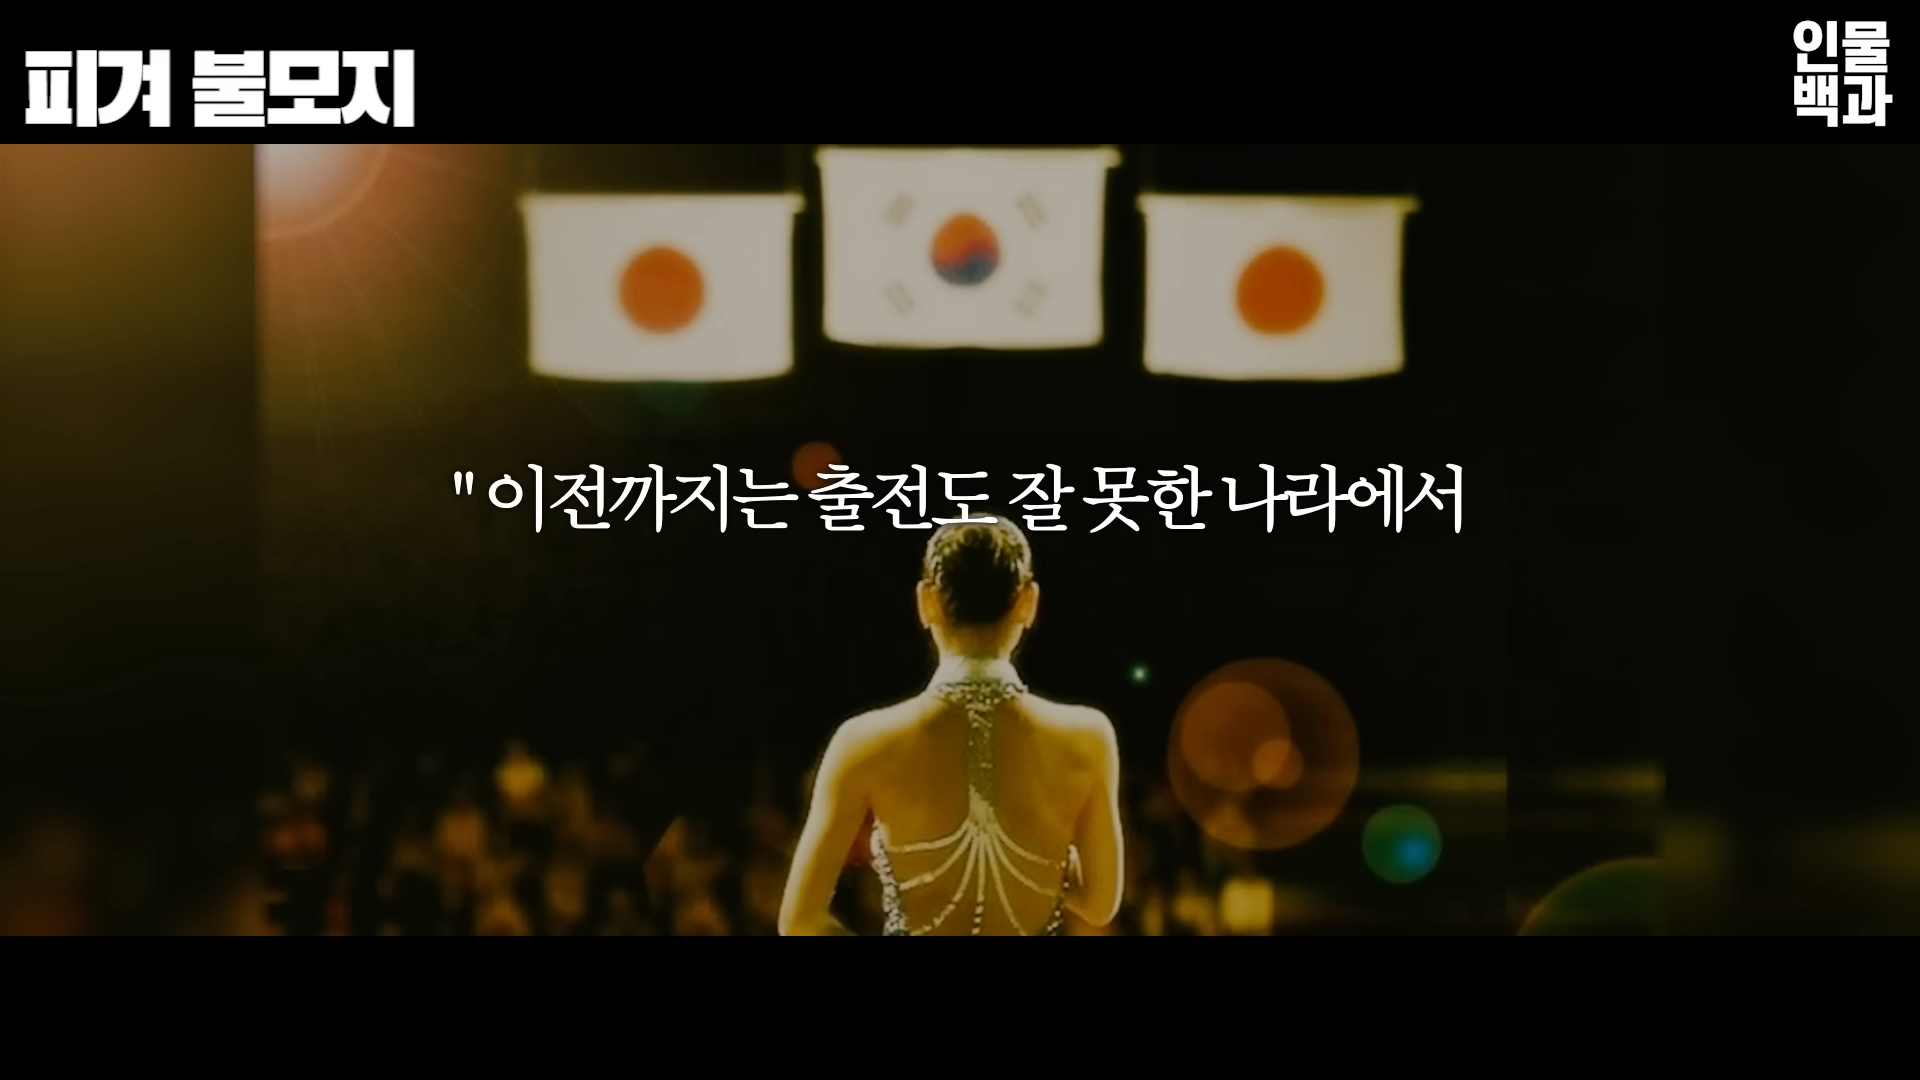 피겨 불모지
인물
백과
" 이전까지는 출전도 잘 못한 나라에서